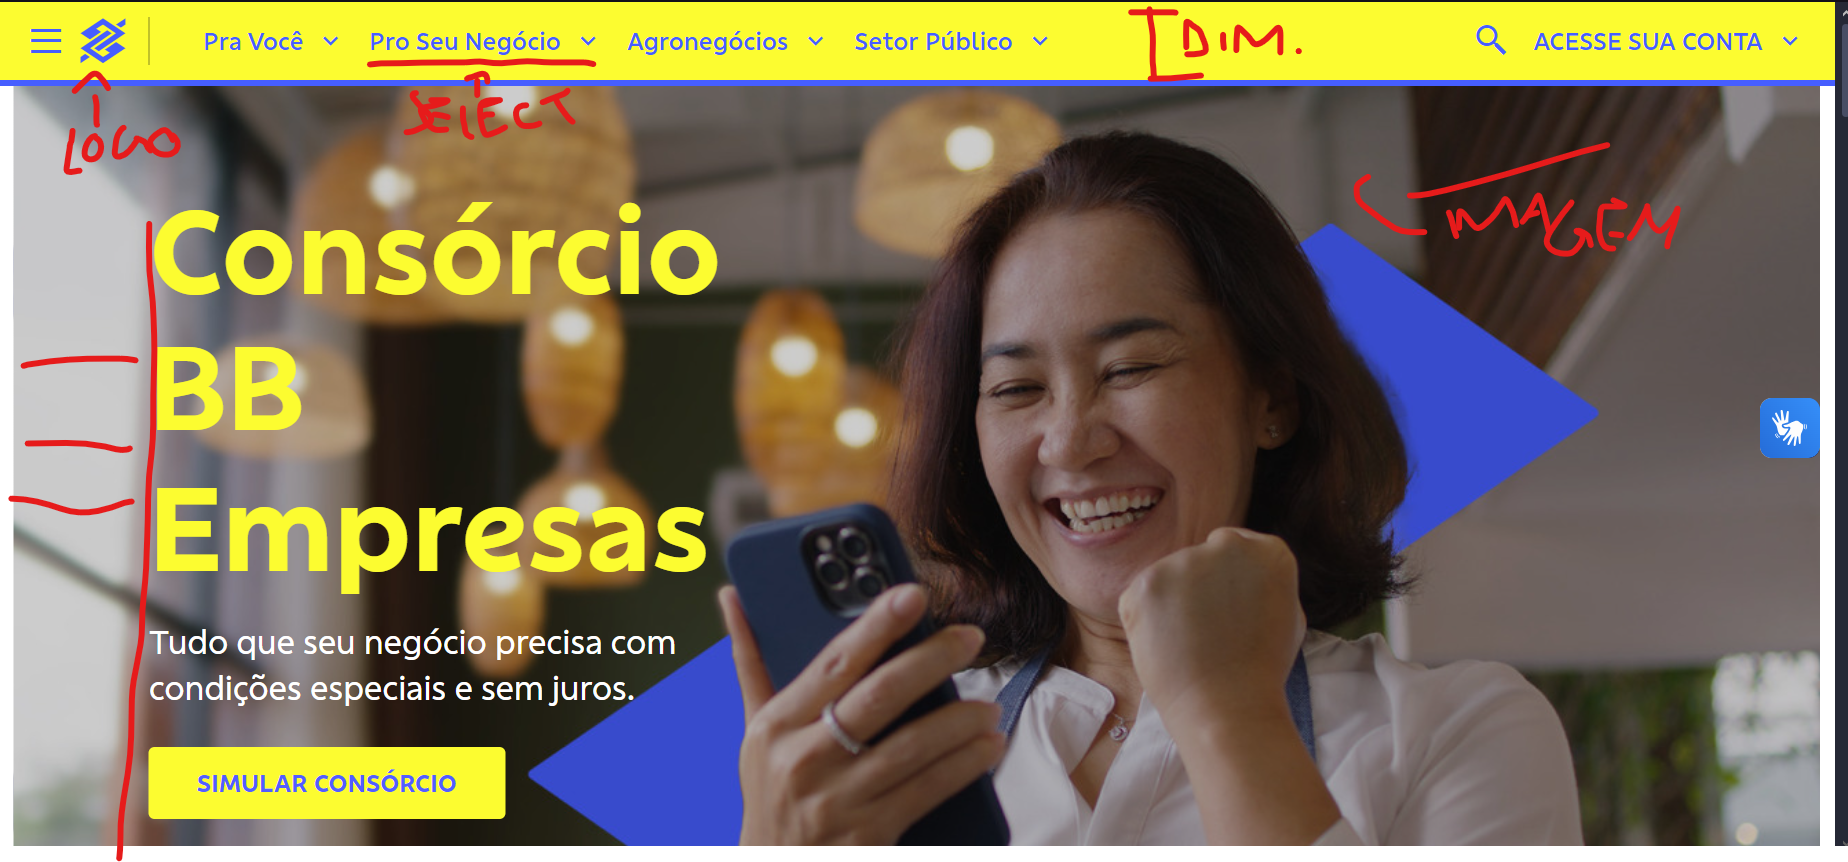 Pra Você
Pro Seu Negócio
Agronegócios
Setor Público
DIM.
ACESSE SUA CONTA
LOGO
SELECT
IMAGEM
Consórcio
BB
Empresas
Tudo que seu negócio precisa com
condições especiais e sem juros.
SIMULAR CONSÓRCIO